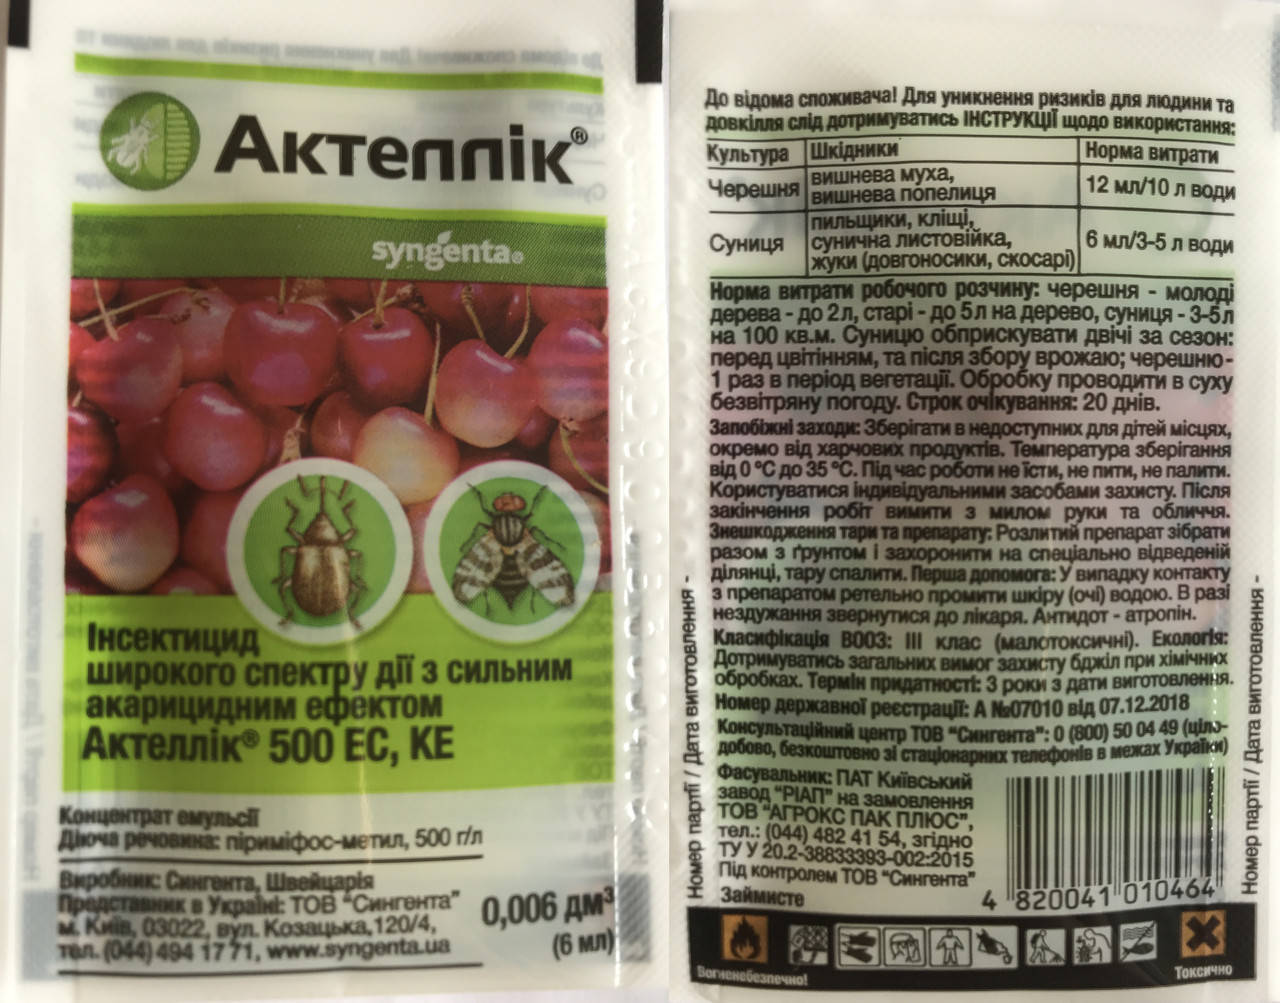 Актеллік®
syngenta®
Інсектицид
широкого спектру дії з сильним
акарицидним ефектом
Актеллік® 500 ЕС, КЕ
Концентрат емульсії
Діюча речовина: піриміфос-метил, 500 г/л
Виробник: Сингента, Швейцарія
Представник в Україні: ТОВ "Сингента"
м. Київ, 03022, вул. Козацька,120/4,
тел. (044) 494 17 71, www.syngenta.ua
0,006 дм³
(6 мл)
До відома споживача! Для уникнення ризиків для людини та
довкілля слід дотримуватись ІНСТРУКЦІЇ щодо використання:
Культура Шкідники Норма витрати
Черешня вишнева муха, 12 мл/10 л води
вишнева попелиця
пильщики, кліщі,
Суниця сунична листовійка, 6 мл/3-5 л води
жуки (довгоносики, скосарі)
Норма витрати робочого розчину: черешня - молоді
дерева - до 2л, старі - до 5л на дерево, суниця - 3-5л
на 100 кв.м. Суницю обприскувати двічі за сезон:
перед цвітінням, та після збору врожаю; черешню -
1 раз в період вегетації. Обробку проводити в суху
безвітряну погоду. Строк очікування: 20 днів.
Запобіжні заходи: Зберігати в недоступних для дітей місцях,
окремо від харчових продуктів. Температура зберігання
від 0 °С до 35 °С. Під час роботи не їсти, не пити, не палити.
Користуватися індивідуальними засобами захисту. Після
закінчення робіт вимити з милом руки та обличчя.
Знешкодження тари та препарату: Розлитий препарат зібрати
разом з ґрунтом і захоронити на спеціально відведеній
ділянці, тару спалити. Перша допомога: У випадку контакту
з препаратом ретельно промити шкіру (очі) водою. В разі
нездужання звернутися до лікаря. Антидот - атропін.
Класифікація ВООЗ: III клас (малотоксичні). Екологія:
Дотримуватись загальних вимог захисту бджіл при хімічних
обробках. Термін придатності: 3 роки з дати виготовлення.
Номер державної реєстрації: А №07010 від 07.12.2018
Консультаційний центр ТОВ "Сингента": 0 (800) 50 04 49 (ціло-
добово, безкоштовно зі стаціонарних телефонів в межах України)
Фасувальник: ПАТ Київський
завод "РІАП" на замовлення
ТОВ "АГРОКС ПАК ПЛЮС",
тел.: (044) 482 41 54, згідно
ТУ У 20.2-38833393-002:2015
Під контролем ТОВ "Сингента"
Займисте
4 820041 010464
Номер партії / Дата виготовлення -
Номер партії / Дата виготовлення -
Вогненебезпечно!
Токсично